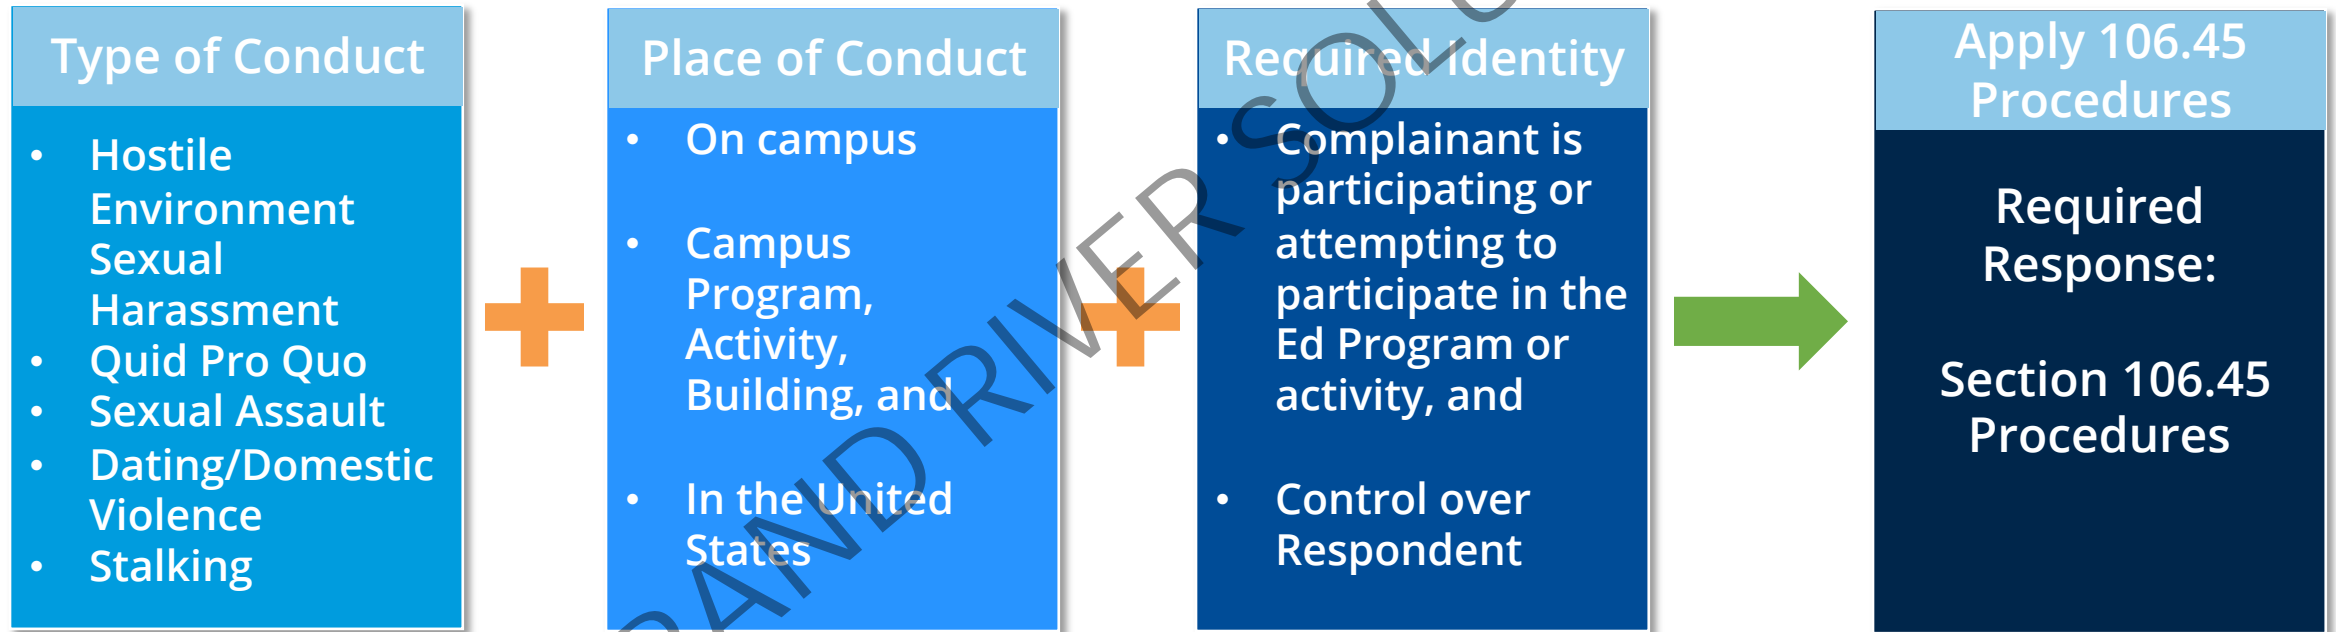 Type of Conduct
• Hostile
Environment
Sexual
Harassment
• Quid Pro Quo
• Sexual Assault
• Dating/Domestic
Violence
• Stalking
Place of Conduct
• On campus
• Campus
Program,
Activity,
Building, and
• In the United
States
Required Identity
• Complainant is
participating or
attempting to
participate in the
Ed Program or
activity, and
• Control over
Respondent
Apply 106.45
Procedures
Required
Response:
Section 106.45
Procedures
RAND RIVER SOLU